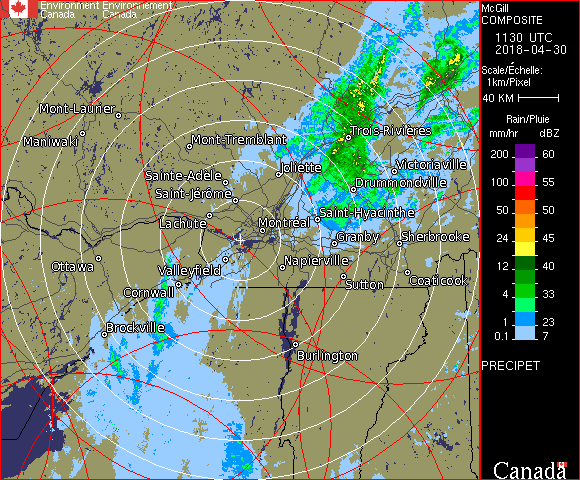 Environment Environnement
Canada Canada
McGill
COMPOSITE
1130 UTC
2018-04-30
Scale/Échelle:
1km/Pixel
40 KM
Rain/Pluie
mm/hr dBZ
200 60
55
100 55
50 50
24 45
12 40
4 33
1 23
0.1 7
PRECIPET
Canada
Mont-Laurier
Maniwaki
Mont-Tremblant
Trois-Rivières
Joliette
Victoriaville
Sainte-Adèle
Drummondville
Saint-Jérôme
Saint-Hyacinthe
Lachute
Montréal
Granby
Sherbrooke
Ottawa
Valleyfield
Napierville
Cornwall
Sutton
Coaticook
Brockville
Burlington